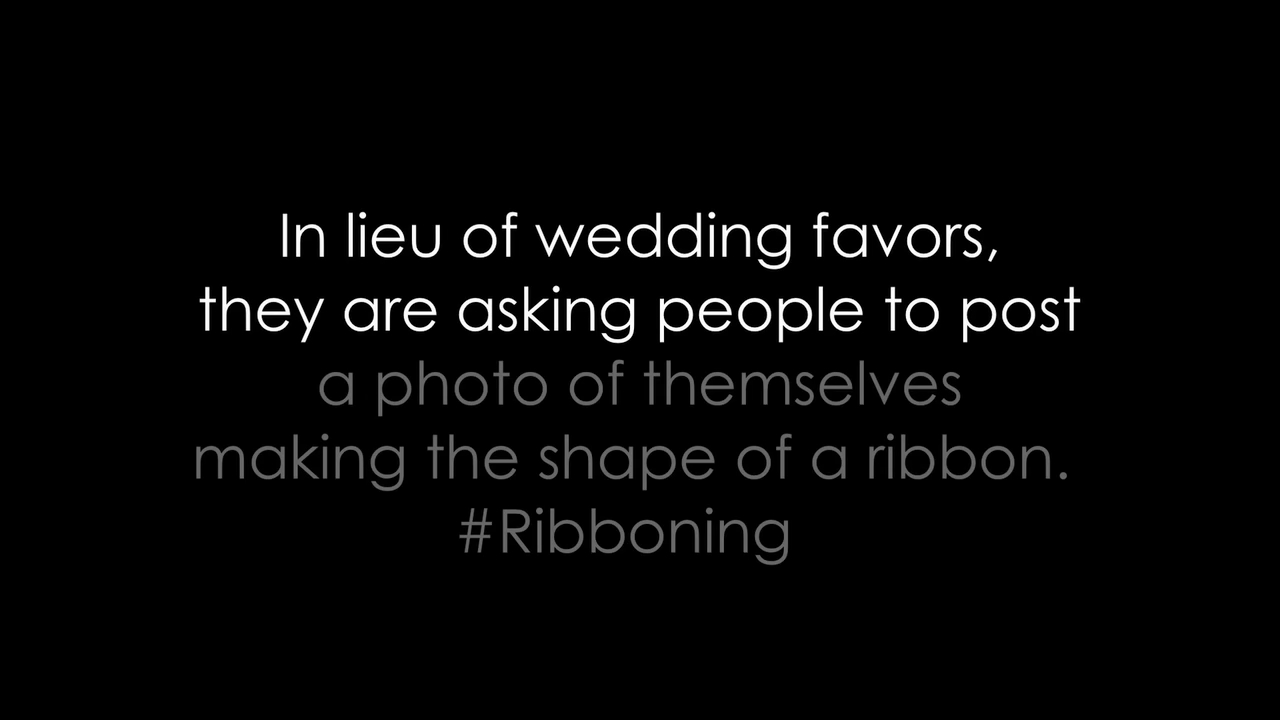 In lieu of wedding favors,
they are asking people to post
a photo of themselves
making the shape of a ribbon.
#Ribboning